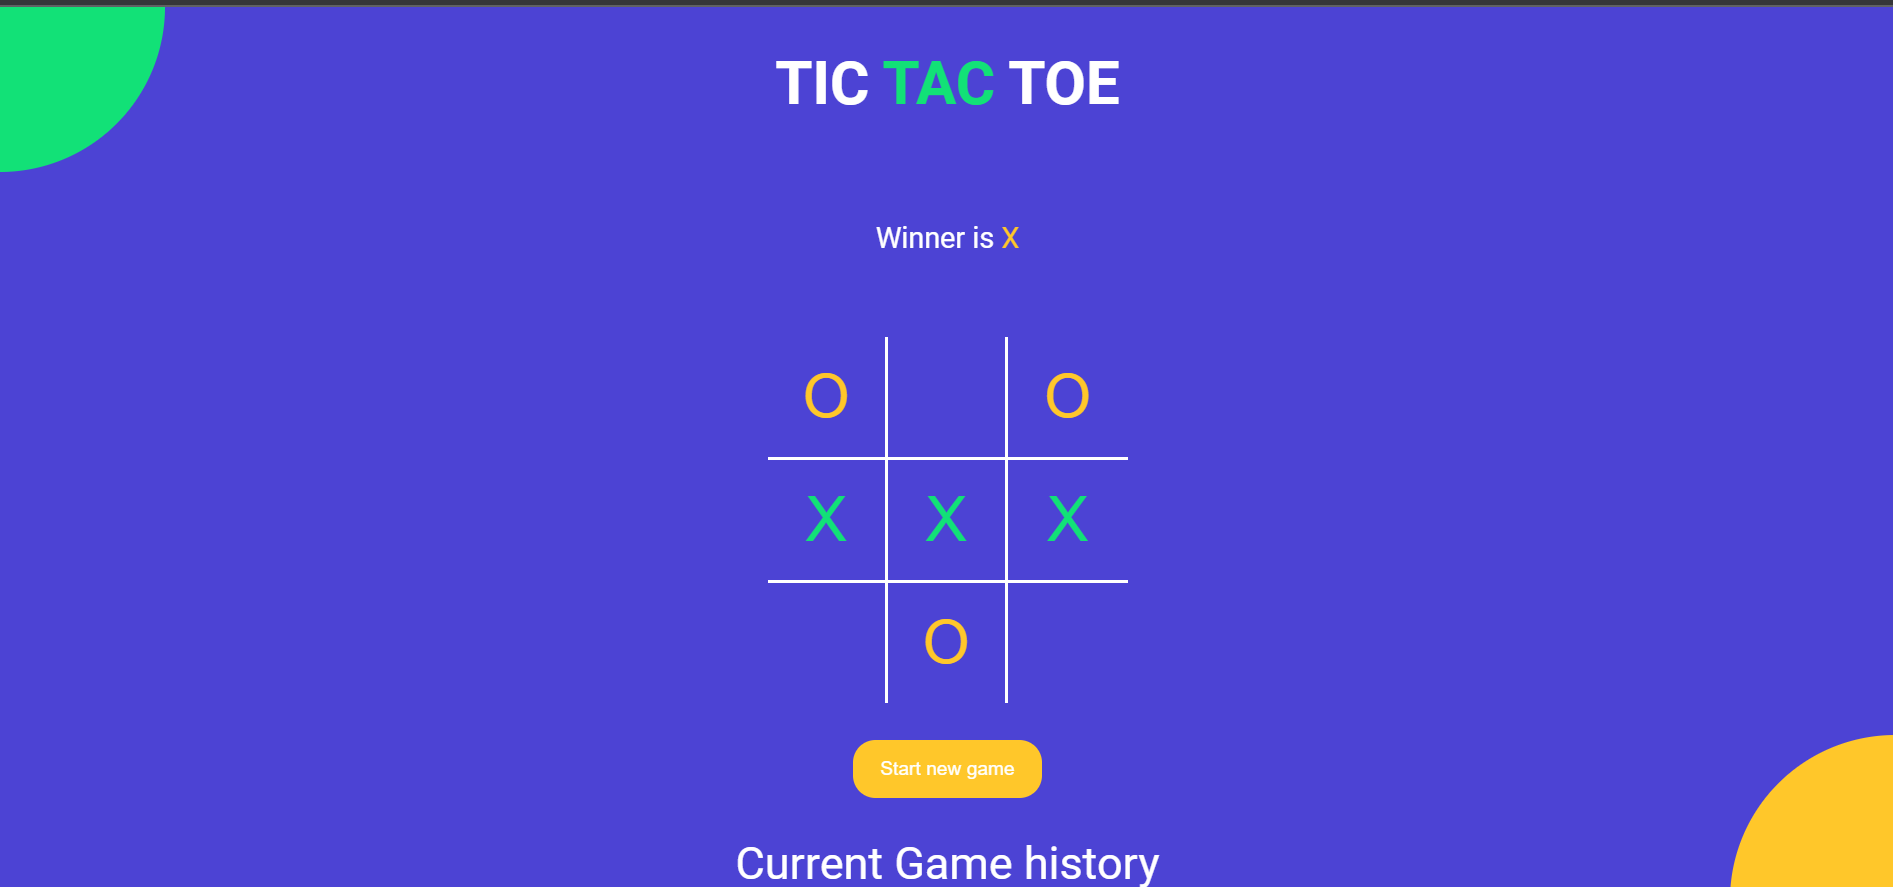 TIC TAC TOE
Winner is X
O O
X X X
O
Start new game
Current Game history